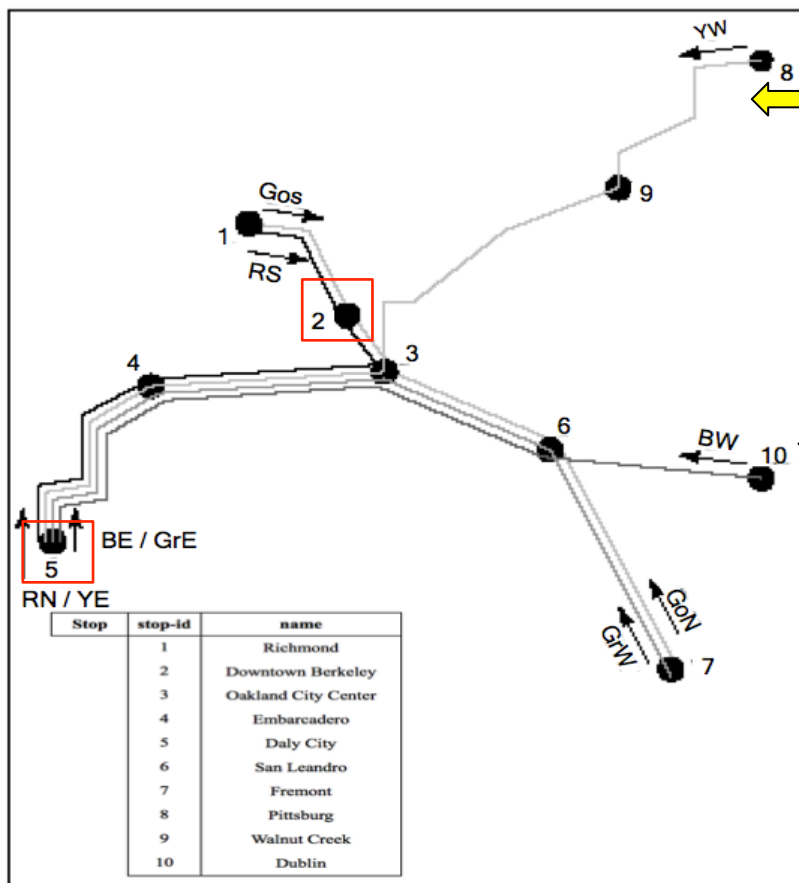 YW
8
9
Gos
1
RS
2
3
4
6
BW
10
BE / GrE
5
RN / YE
GoN
GrW
7
Stop stop-id name
1 Richmond
2 Downtown Berkeley
3 Oakland City Center
4 Embarcadero
5 Daly City
6 San Leandro
7 Fremont
8 Pittsburg
9 Walnut Creek
10 Dublin